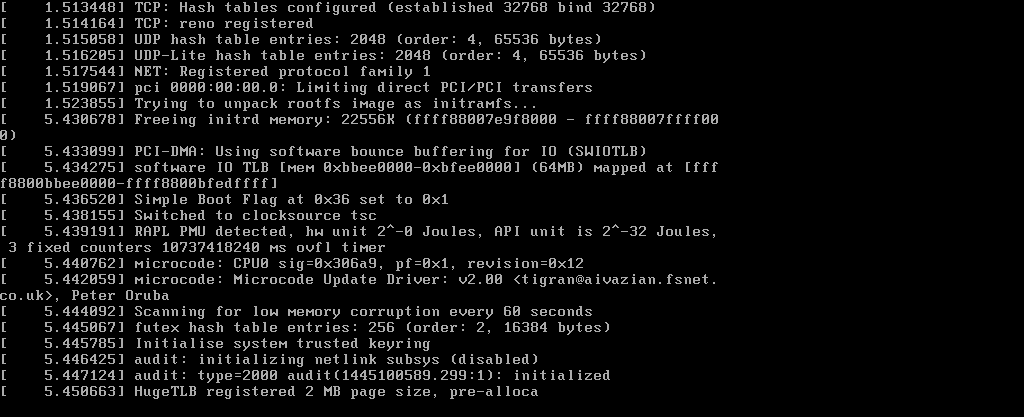 [    1.513448] TCP: Hash tables configured (established 32768 bind 32768)
[    1.514164] TCP: reno registered
[    1.515058] UDP hash table entries: 2048 (order: 4, 65536 bytes)
[    1.516205] UDP-Lite hash table entries: 2048 (order: 4, 65536 bytes)
[    1.517544] NET: Registered protocol family 1
[    1.519067] pci 0000:00:00.0: Limiting direct PCI/PCI transfers
[    1.523855] Trying to unpack rootfs image as initramfs...
[    5.430678] Freeing initrd memory: 22556K (ffff88007e9f8000 - ffff88007ffff00
0)
[    5.433099] PCI-DMA: Using software bounce buffering for IO (SWIOTLB)
[    5.434275] software IO TLB [mem 0xbbee0000-0xbfee0000] (64MB) mapped at [fff
f8800bbee0000-ffff8800bfedffff]
[    5.436520] Simple Boot Flag at 0x36 set to 0x1
[    5.438155] Switched to clocksource tsc
[    5.439191] RAPL PMU detected, hw unit 2^-0 Joules, API unit is 2^-32 Joules,
 3 fixed counters 10737418240 ms ovfl timer
[    5.440762] microcode: CPU0 sig=0x306a9, pf=0x1, revision=0x12
[    5.442059] microcode: Microcode Update Driver: v2.00 <tigran@aivazian.fsnet.
co.uk>, Peter Oruba
[    5.444092] Scanning for low memory corruption every 60 seconds
[    5.445067] futex hash table entries: 256 (order: 2, 16384 bytes)
[    5.445785] Initialise system trusted keyring
[    5.446425] audit: initializing netlink subsys (disabled)
[    5.447124] audit: type=2000 audit(1445100589.299:1): initialized
[    5.450663] HugeTLB registered 2 MB page size, pre-alloca